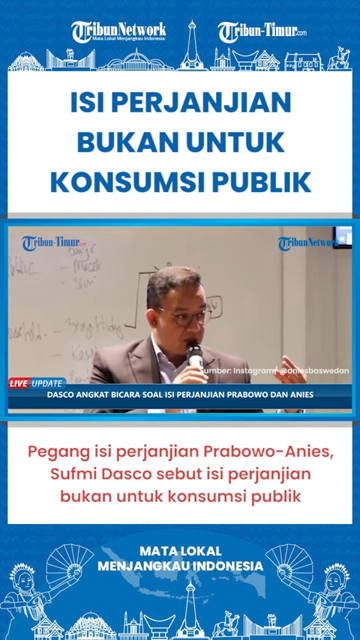 TribunNetwork
Mata Lokal Menjangkau Indonesia
Tribun-Timur.com
ISI PERJANJIAN
BUKAN UNTUK
KONSUMSI PUBLIK
Tribun-Timur.com
TribunNetwork
Sumber: Instagram/ @aniesbaswedan
LIVE UPDATE
DASCO ANGKAT BICARA SOAL ISI PERJANJIAN PRABOWO DAN ANIES
Pegang isi perjanjian Prabowo-Anies,
Sufmi Dasco sebut isi perjanjian
bukan untuk konsumsi publik
MATA LOKAL
MENJANGKAU INDONESIA